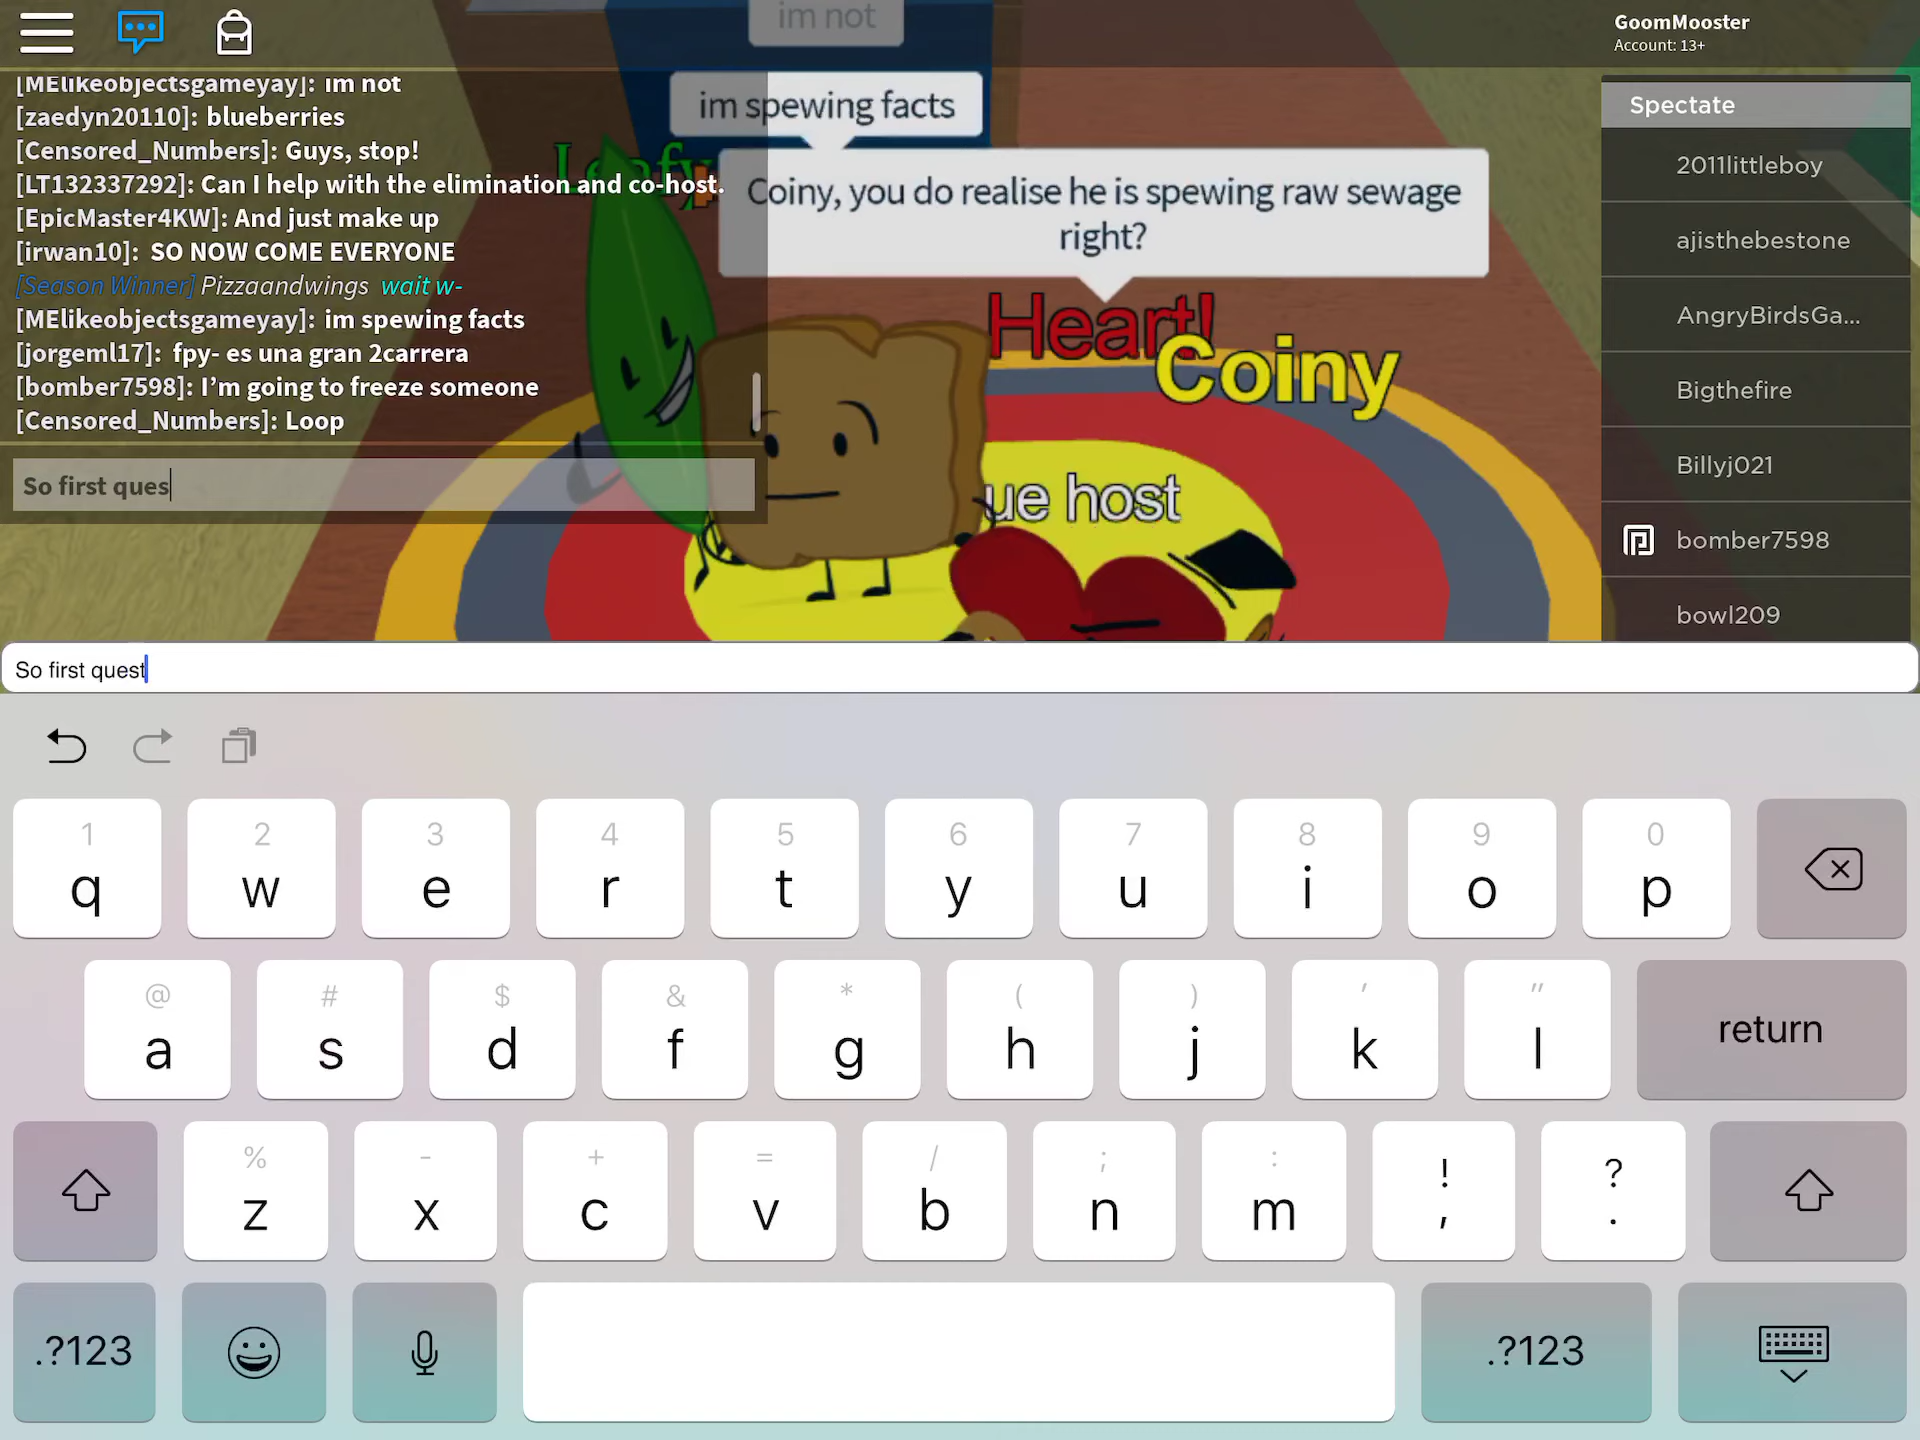 im not
GoomMooster
Account: 13+
[MElikeobjectsgameyay]: im not
[zaedyn20110]: blueberries
[Censored_Numbers]: Guys, stop!
[LT132337292]: Can I help with the elimination and co-host.
[EpicMaster4KW]: And just make up
[irwan10]: SO NOW COME EVERYONE
[Season Winner] Pizzaandwings wait w-
[MElikeobjectsgameyay]: im spewing facts
[jorgeml17]: fpy- es una gran 2carrera
[bomber7598]: I'm going to freeze someone
[Censored_Numbers]: Loop
So first ques
im spewing facts
Coiny, you do realise he is spewing raw sewage
right?
Leafy
Heart!
Coiny
ue host
Spectate
2011littleboy
ajisthebestone
AngryBirdsGa...
Bigthefire
Billyj021
bomber7598
bowl209
So first quest
1 2 3 4 5 6 7 8 9 0
q w e r t y u i o p
@ # $ & * ( ) ' "
a s d f g h j k l return
% - + = / ; : ! ?
z x c v b n m , .
.?123 .?123